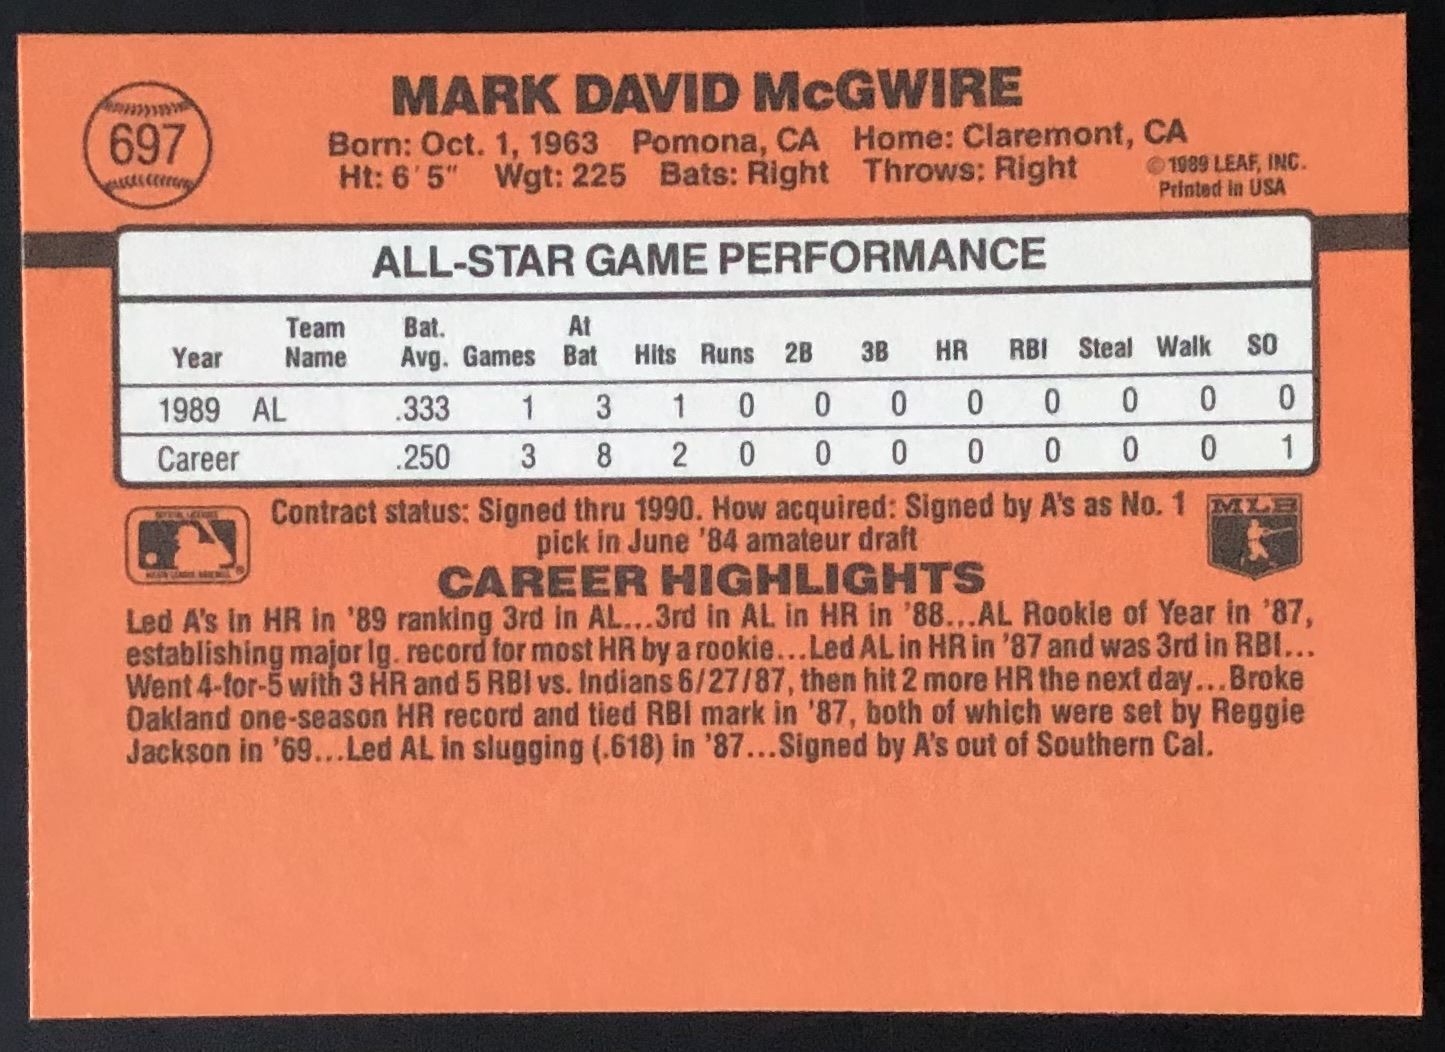 697
MARK DAVID McGWIRE
Born: Oct. 1, 1963 Pomona, CA Home: Claremont, CA
Ht: 6'5" Wgt: 225 Bats: Right Throws: Right
©1989 LEAF, INC.
Printed in USA
ALL-STAR GAME PERFORMANCE
Year Team Name Bat. Avg. Games At Bat Hits Runs 2B 3B HR RBI Steal Walk SO
1989 AL .333 1 3 1 0 0 0 0 0 0 0 0
Career .250 3 8 2 0 0 0 0 0 0 0 1
Contract status: Signed thru 1990. How acquired: Signed by A's as No. 1
pick in June '84 amateur draft
MLB
CAREER HIGHLIGHTS
Led A's in HR in '89 ranking 3rd in AL...3rd in AL in HR in '88...AL Rookie of Year in '87,
establishing major lg. record for most HR by a rookie...Led AL in HR in '87 and was 3rd in RBI...
Went 4-for-5 with 3 HR and 5 RBI vs. Indians 6/27/87, then hit 2 more HR the next day...Broke
Oakland one-season HR record and tied RBI mark in '87, both of which were set by Reggie
Jackson in '69...Led AL in slugging (.618) in '87...Signed by A's out of Southern Cal.